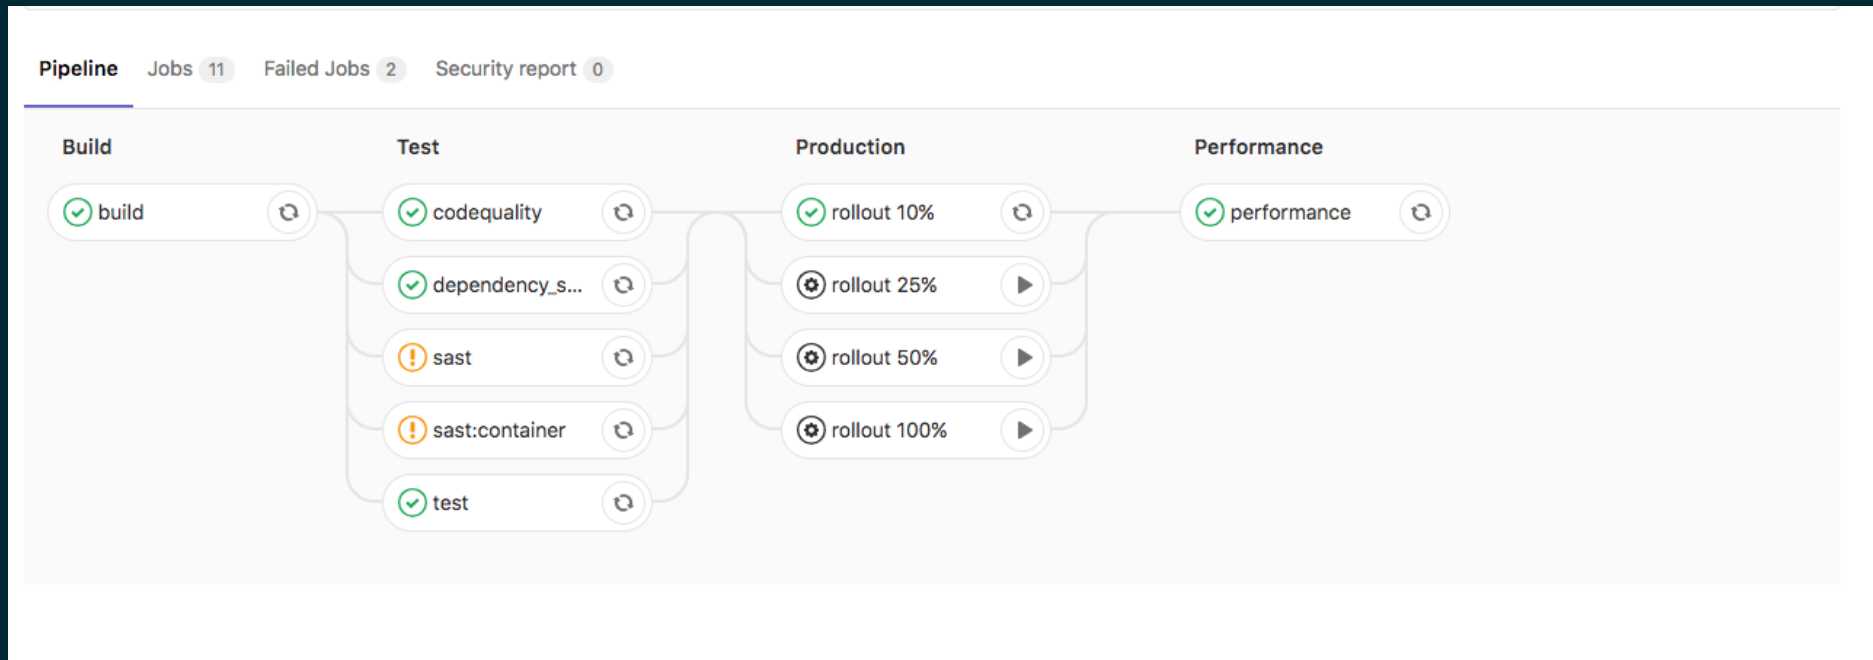 Pipeline Jobs 11 Failed Jobs 2 Security report 0
Build
build
Test
codequality
dependency_s...
sast
sast:container
test
Production
rollout 10%
rollout 25%
rollout 50%
rollout 100%
Performance
performance